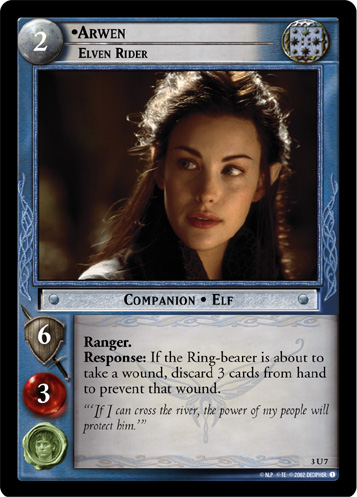 2
•Arwen
Elven Rider
Companion • Elf
6
3
Ranger.
Response: If the Ring-bearer is about to
take a wound, discard 3 cards from hand
to prevent that wound.
“‘If I can cross the river, the power of my people will
protect him.’”
3 U 7
© NLP ®TE © 2002 DECIPHER